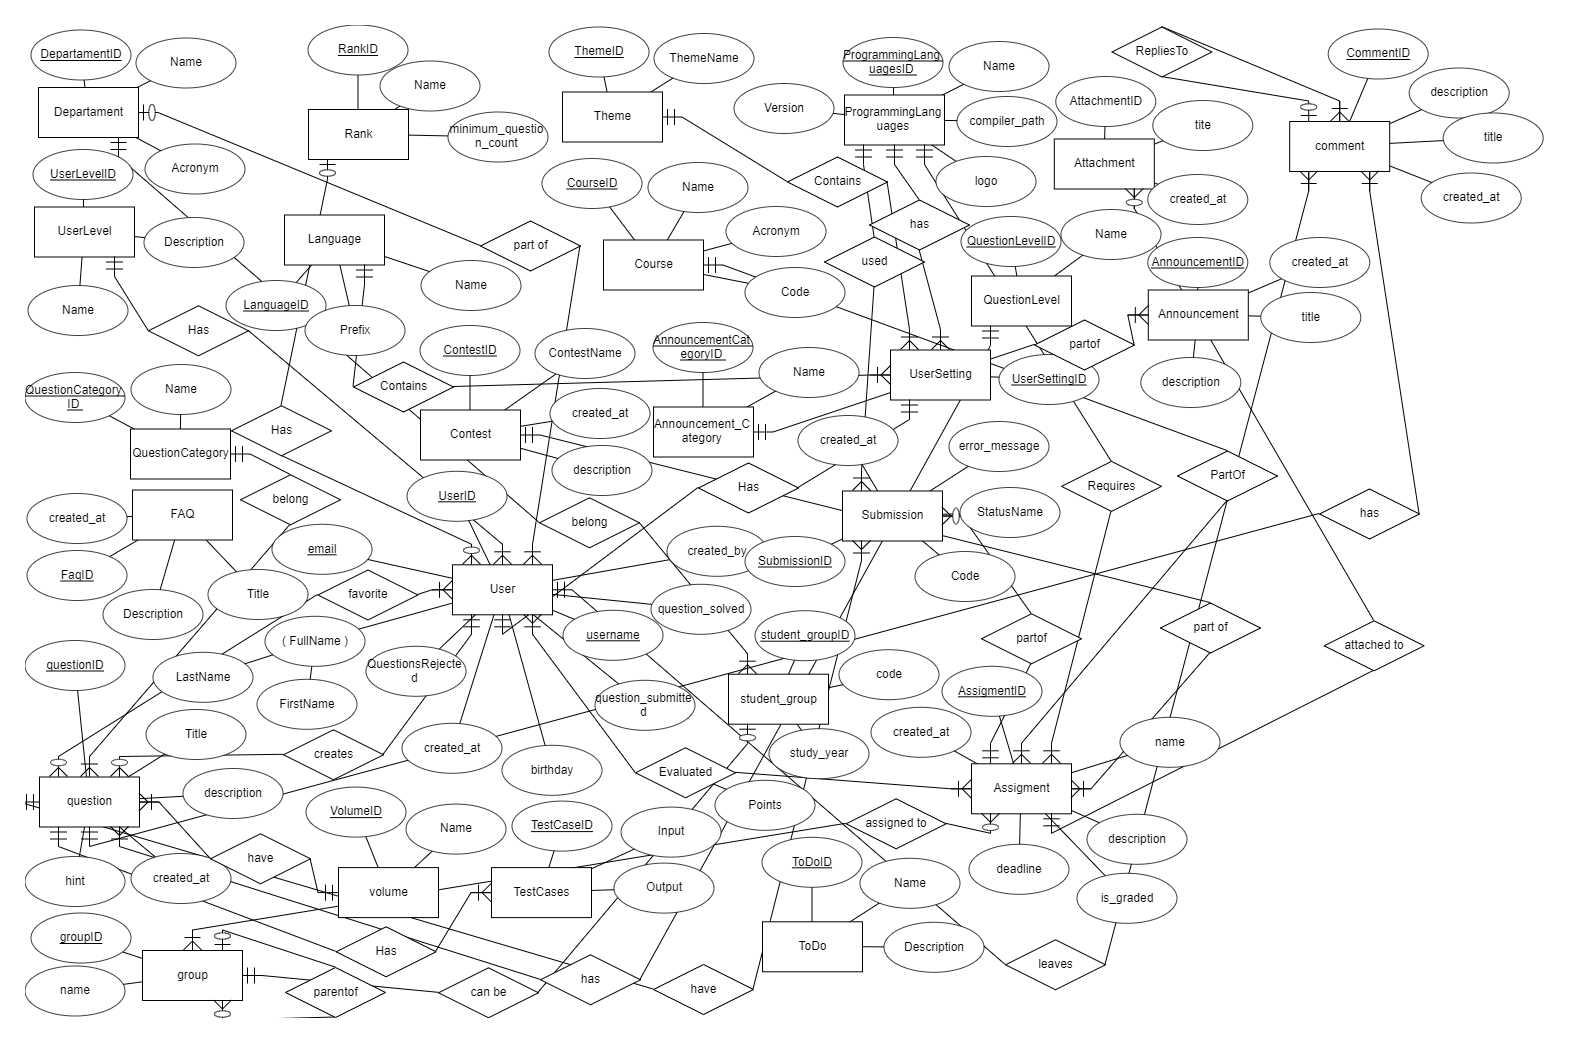 DepartamentID
Name
Departament
Acronym
RankID
Name
Rank
minimum_questio
n_count
ThemeID
ThemeName
Theme
ProgrammingLang
uagesID
Name
Version
ProgrammingLang
uages
compiler_path
logo
RepliesTo
CommentID
description
comment
title
created_at
AttachmentID
tite
Attachment
created_at
UserLevelID
UserLevel
Description
Name
Language
LanguageID
Name
Prefix
part of
CourseID
Name
Acronym
Course
Code
Contains
has
used
QuestionLevelID
Name
QuestionLevel
AnnouncementID
created_at
Announcement
title
description
partof
Has
ContestID
ContestName
Contains
created_at
Contest
description
AnnouncementCat
egoryID
Name
Announcement_C
ategory
UserSetting
UserSettingID
created_at
QuestionCategory
ID
Name
QuestionCategory
Has
belong
FAQ
created_at
FaqID
Description
Title
UserID
belong
Has
error_message
StatusName
Submission
SubmissionID
Code
Requires
PartOf
has
email
favorite
User
created_by
question_solved
username
( FullName )
LastName
FirstName
QuestionsRejecte
d
question_submitte
d
student_groupID
code
student_group
study_year
partof
part of
attached to
questionID
Title
creates
created_at
birthday
Evaluated
Points
AssigmentID
created_at
Assigment
name
description
deadline
is_graded
question
description
hint
created_at
have
VolumeID
Name
volume
TestCaseID
Input
TestCases
Output
assigned to
ToDoID
Name
ToDo
Description
leaves
groupID
group
name
parentof
Has
can be
has
have